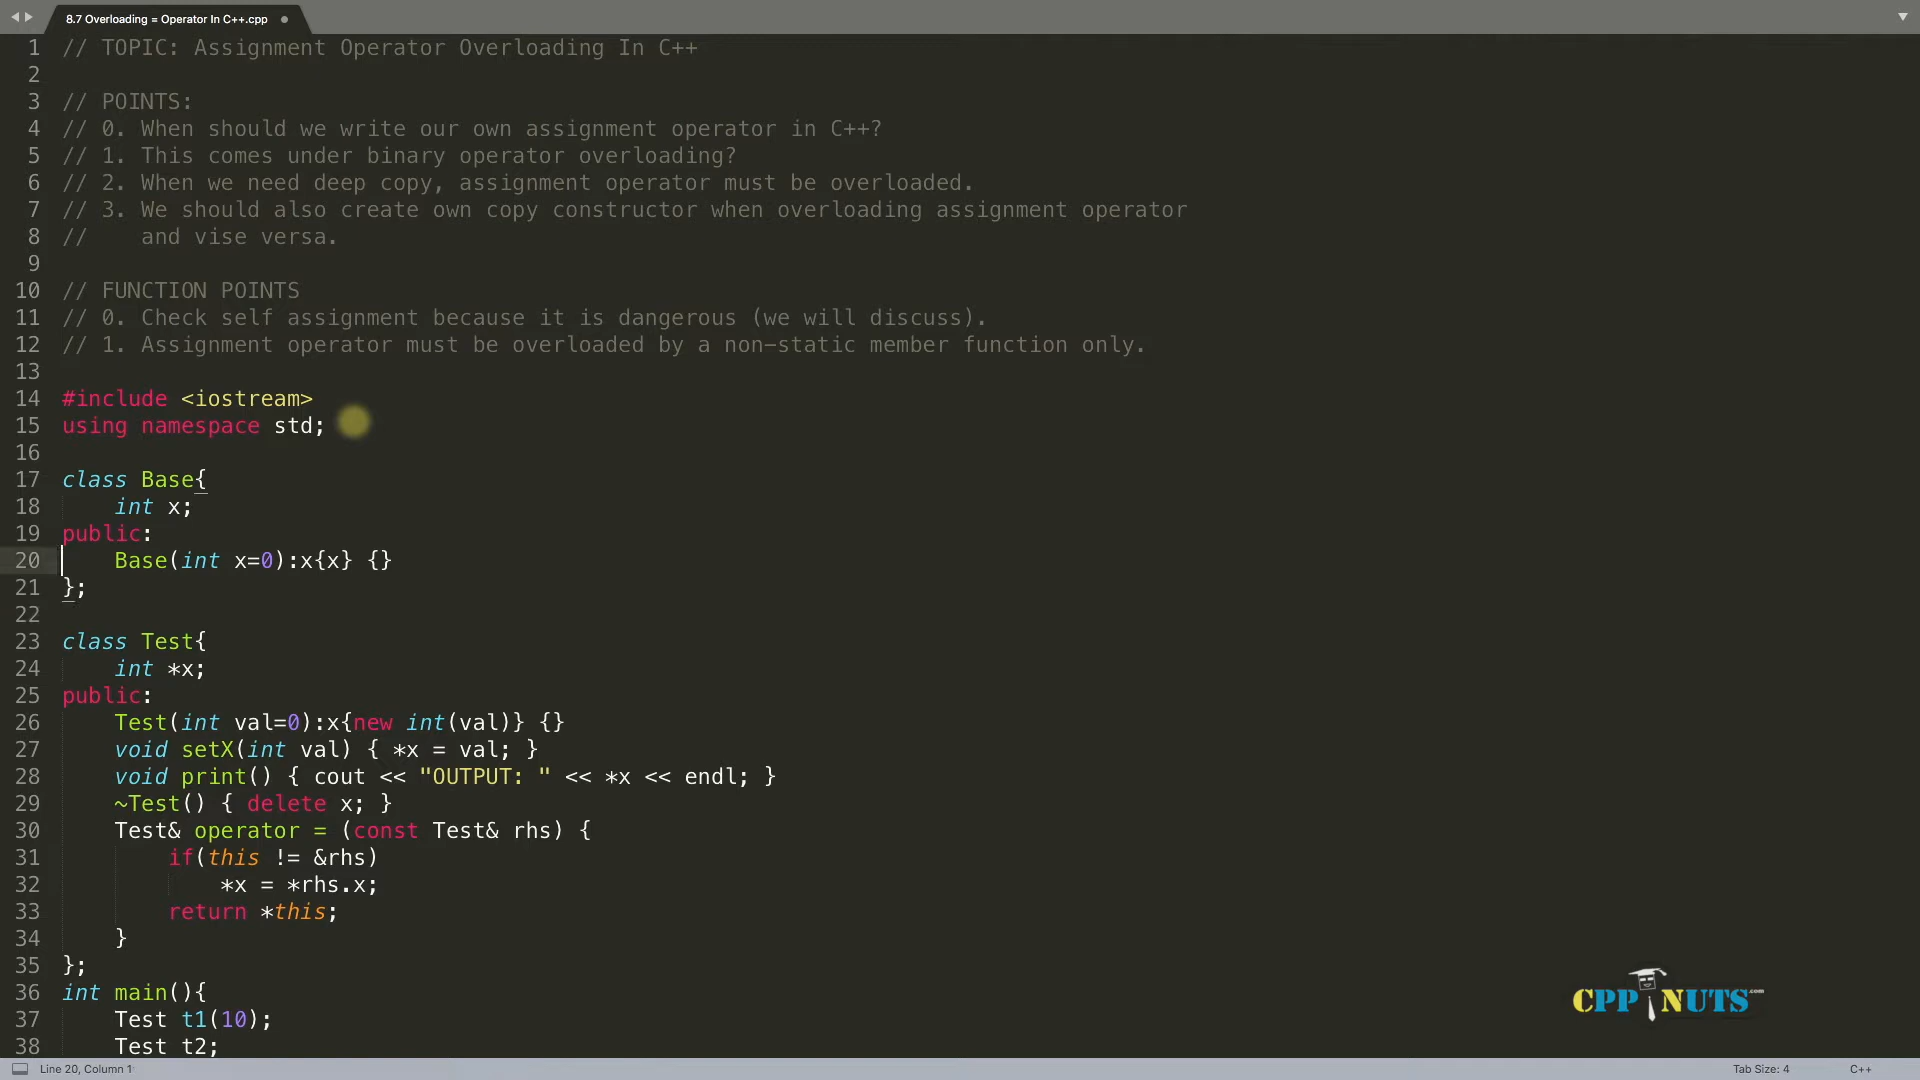 8.7 Overloading = Operator In C++.cpp
1 // TOPIC: Assignment Operator Overloading In C++
2
3 // POINTS:
4 // 0. When should we write our own assignment operator in C++?
5 // 1. This comes under binary operator overloading?
6 // 2. When we need deep copy, assignment operator must be overloaded.
7 // 3. We should also create own copy constructor when overloading assignment operator
8 //    and vise versa.
9
10 // FUNCTION POINTS
11 // 0. Check self assignment because it is dangerous (we will discuss).
12 // 1. Assignment operator must be overloaded by a non-static member function only.
13
14 #include <iostream>
15 using namespace std;
16
17 class Base{
18     int x;
19 public:
20     Base(int x=0):x{x} {}
21 };
22
23 class Test{
24     int *x;
25 public:
26     Test(int val=0):x{new int(val)} {}
27     void setX(int val) { *x = val; }
28     void print() { cout << "OUTPUT: " << *x << endl; }
29     ~Test() { delete x; }
30     Test& operator = (const Test& rhs) {
31         if(this != &rhs)
32             *x = *rhs.x;
33         return *this;
34     }
35 };
36 int main(){
37     Test t1(10);
38     Test t2;
CPP NUTS .com
Line 20, Column 1 Tab Size: 4 C++